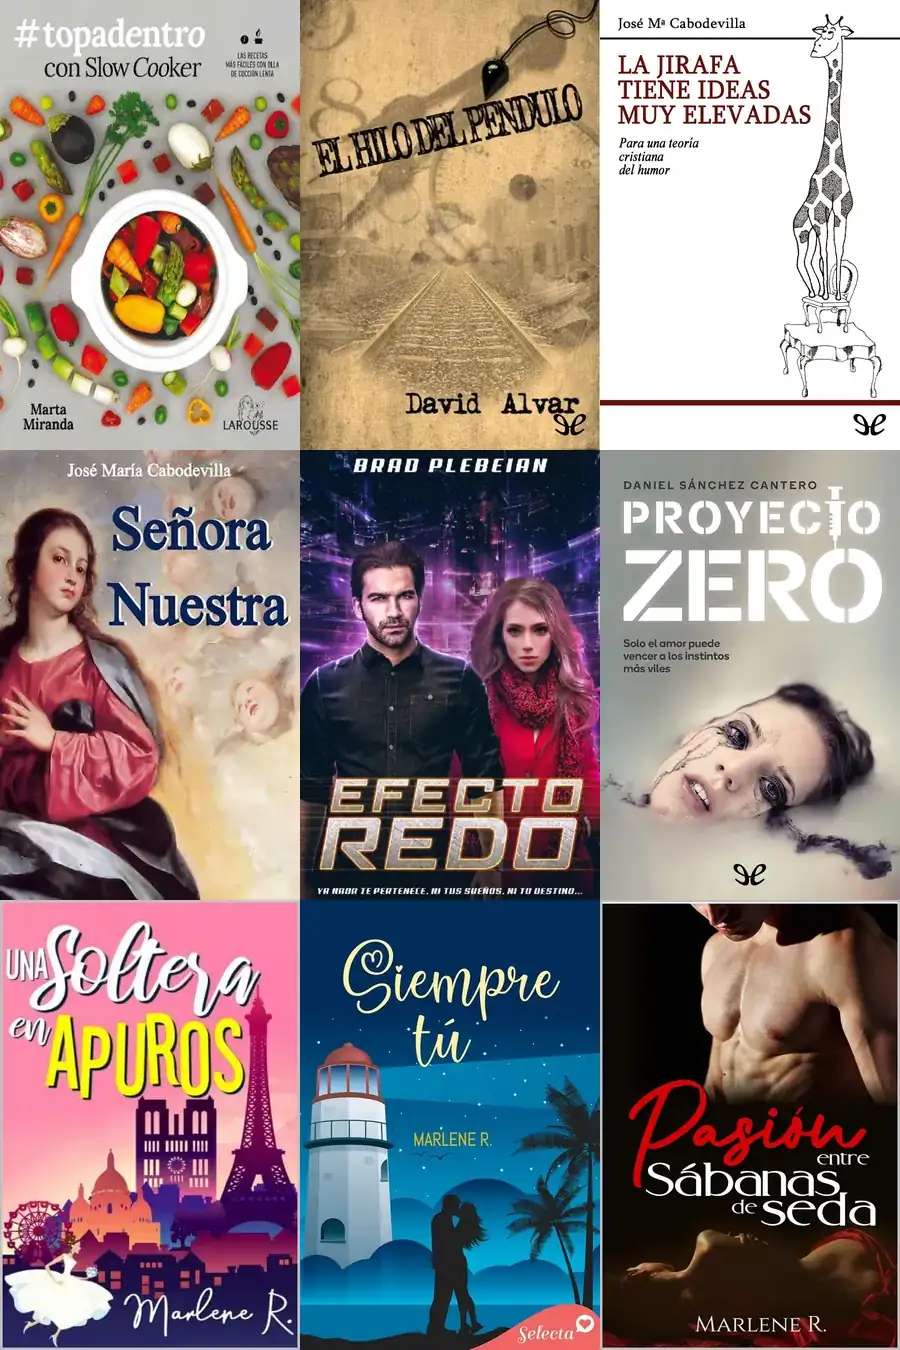 #topadentro
con Slow Cooker
LAS RECETAS
MÁS FÁCILES CON OLLA
DE COCCIÓN LENTA
Marta
Miranda
LAROUSSE
EL HILO DEL PENDULO
David Alvar
José Mª Cabodevilla
LA JIRAFA
TIENE IDEAS
MUY ELEVADAS
Para una teoría
cristiana
del humor
José María Cabodevilla
Señora
Nuestra
BRAD PLEBEIAN
EFECTO
REDO
YA NADA TE PERTENECE, NI TUS SUEÑOS, NI TU DESTINO...
DANIEL SÁNCHEZ CANTERO
PROYECTO
ZERO
Solo el amor puede
vencer a los instintos
más viles
UNA Soltera
en APUROS
Marlene R.
Siempre
tú
MARLENE R.
Selecta
Pasión
entre
Sábanas
de seda
MARLENE R.